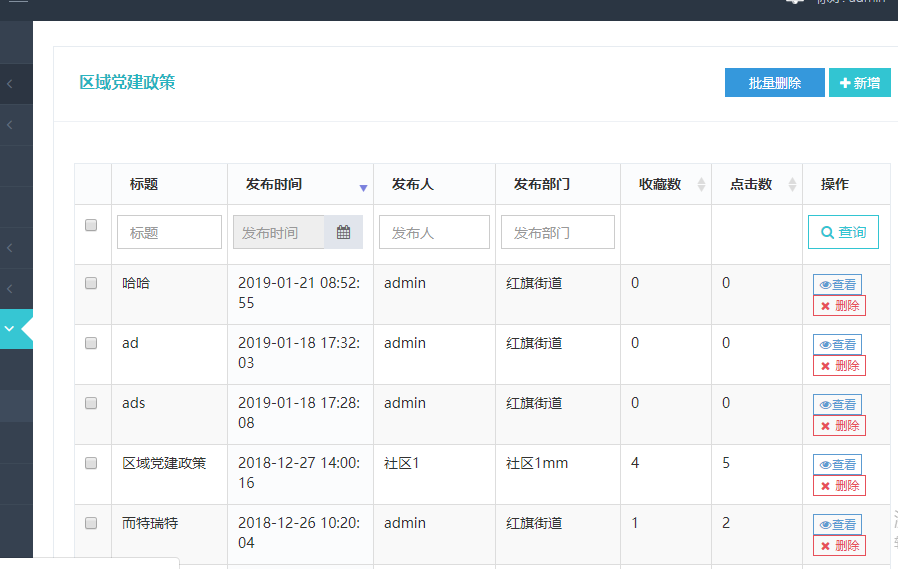 区域党建政策
批量删除 新增
标题 发布时间 发布人 发布部门 收藏数 点击数 操作
标题 发布时间 发布人 发布部门 查询
哈哈 2019-01-21 08:52: admin 红旗街道 0 0 查看
55 删除
ad 2019-01-18 17:32: admin 红旗街道 0 0 查看
03 删除
ads 2019-01-18 17:28: admin 红旗街道 0 0 查看
08 删除
区域党建政策 2018-12-27 14:00: 社区1 社区1mm 4 5 查看
16 删除
而特瑞特 2018-12-26 10:20: admin 红旗街道 1 2 查看
04 删除